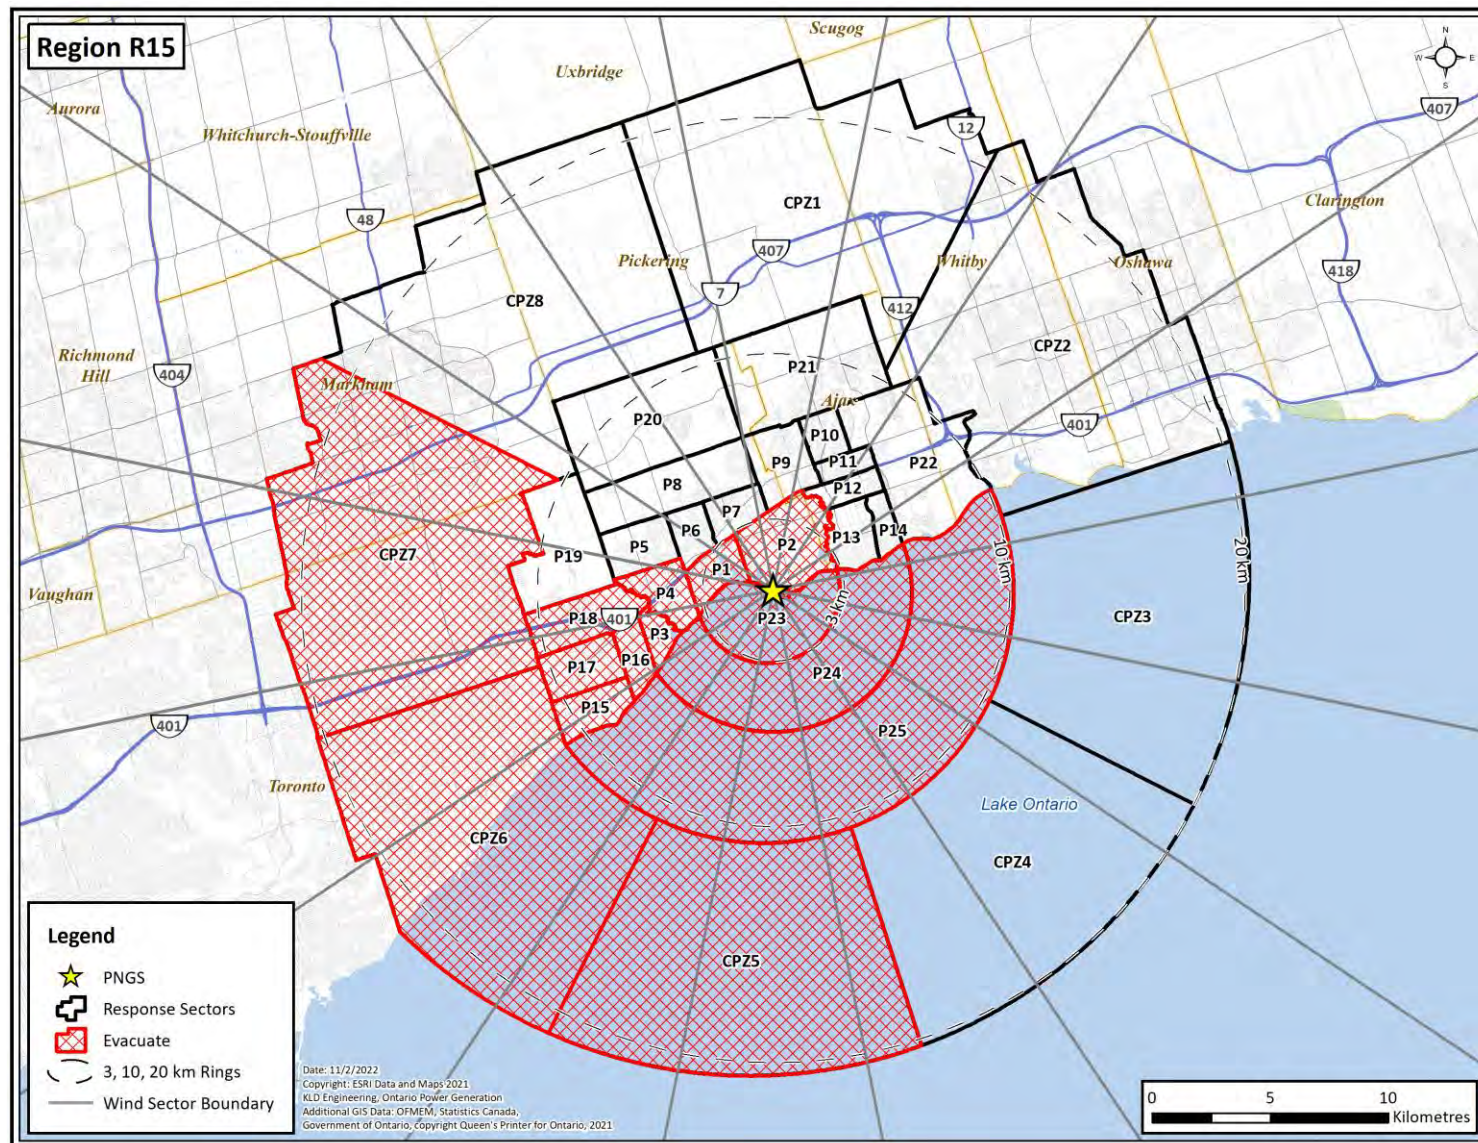 Region R15
Scugog
Uxbridge
N
W
E
S
Aurora
Whitchurch-Stouffville
12
407
48
CPZ1
Clarington
407
Pickering
Whitby
Oshawa
418
CPZ8
7
412
Richmond
Hill
404
Markham
CPZ2
P21
Ajax
P20
P10
401
P9
P11
P22
P8
P12
P7
CPZ7
P6
P13
P14
P5
P2
P19
10 km
20 km
P1
Vaughan
P4
3 km
P18
401
P23
CPZ3
P3
P16
P17
P24
P15
401
P25
Toronto
Lake Ontario
CPZ6
CPZ4
CPZ5
Legend
PNGS
Response Sectors
Evacuate
3, 10, 20 km Rings
Wind Sector Boundary
Date: 11/2/2022
Copyright: ESRI Data and Maps 2021
KLD Engineering, Ontario Power Generation
Additional GIS Data: OFMEM, Statistics Canada,
Government of Ontario, copyright Queen's Printer for Ontario, 2021
0 5 10
Kilometres